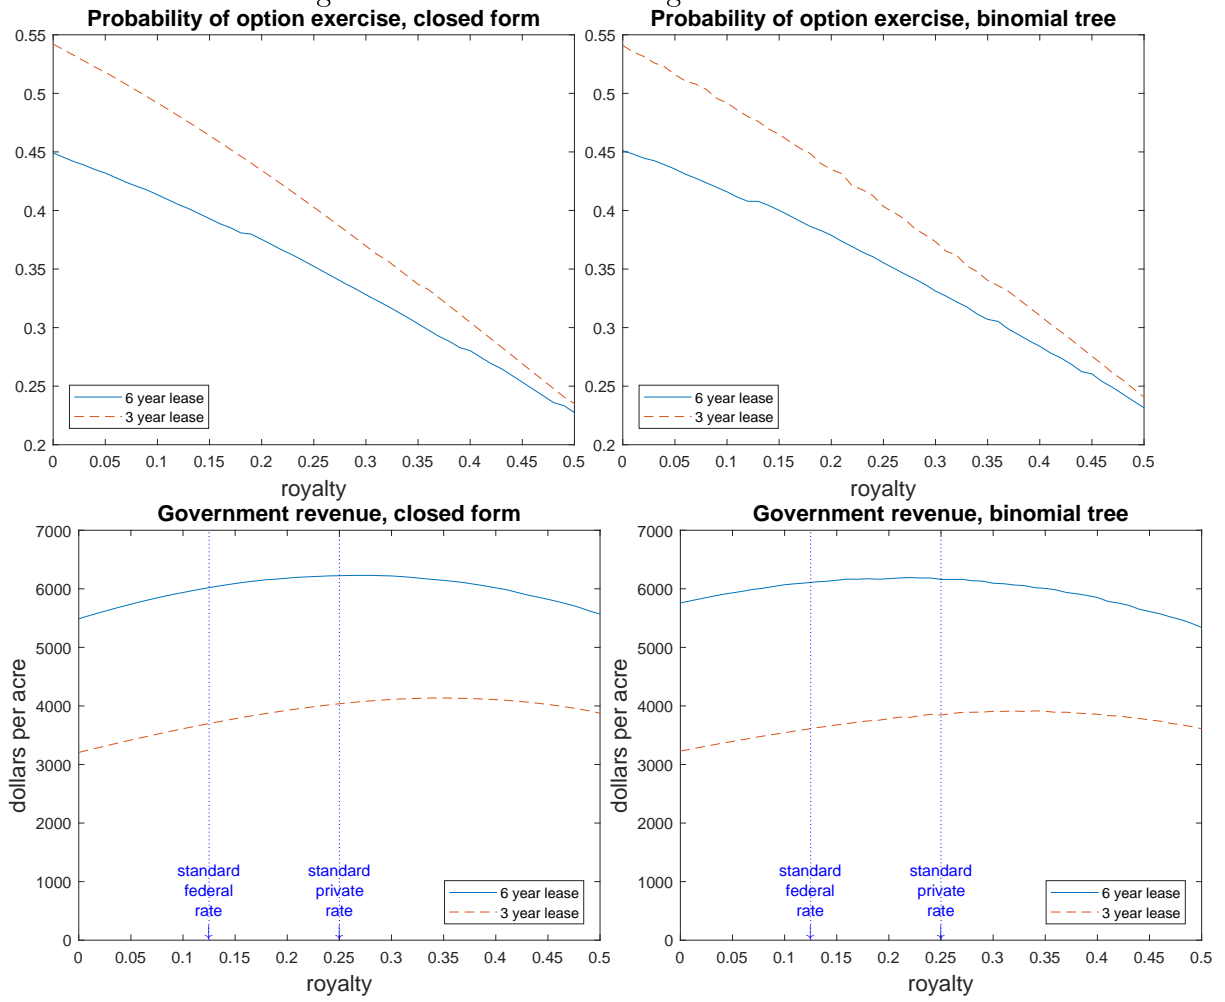 Probability of option exercise, closed form
0.55
0.5
0.45
0.4
0.35
0.3
0.25
0.2
6 year lease
3 year lease
0 0.05 0.1 0.15 0.2 0.25 0.3 0.35 0.4 0.45 0.5
royalty
Probability of option exercise, binomial tree
0.55
0.5
0.45
0.4
0.35
0.3
0.25
0.2
6 year lease
3 year lease
0 0.05 0.1 0.15 0.2 0.25 0.3 0.35 0.4 0.45 0.5
royalty
Government revenue, closed form
7000
6000
5000
4000
3000
2000
1000
0
dollars per acre
standard
federal
rate
standard
private
rate
6 year lease
3 year lease
0 0.05 0.1 0.15 0.2 0.25 0.3 0.35 0.4 0.45 0.5
royalty
Government revenue, binomial tree
7000
6000
5000
4000
3000
2000
1000
0
dollars per acre
standard
federal
rate
standard
private
rate
6 year lease
3 year lease
0 0.05 0.1 0.15 0.2 0.25 0.3 0.35 0.4 0.45 0.5
royalty